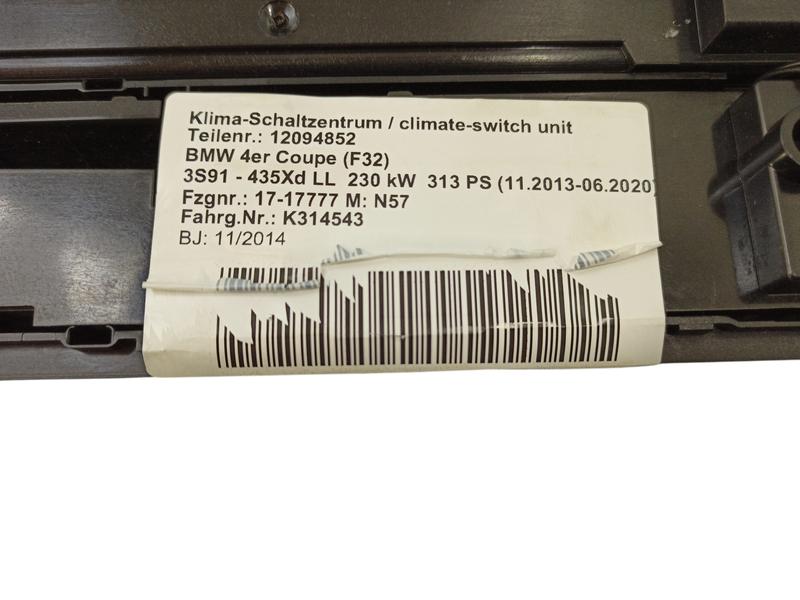 Klima-Schaltzentrum / climate-switch unit
Teilenr.: 12094852
BMW 4er Coupe (F32)
3S91 - 435Xd LL 230 kW 313 PS (11.2013-06.2020)
Fzgnr.: 17-17777 M: N57
Fahrg.Nr.: K314543
BJ: 11/2014